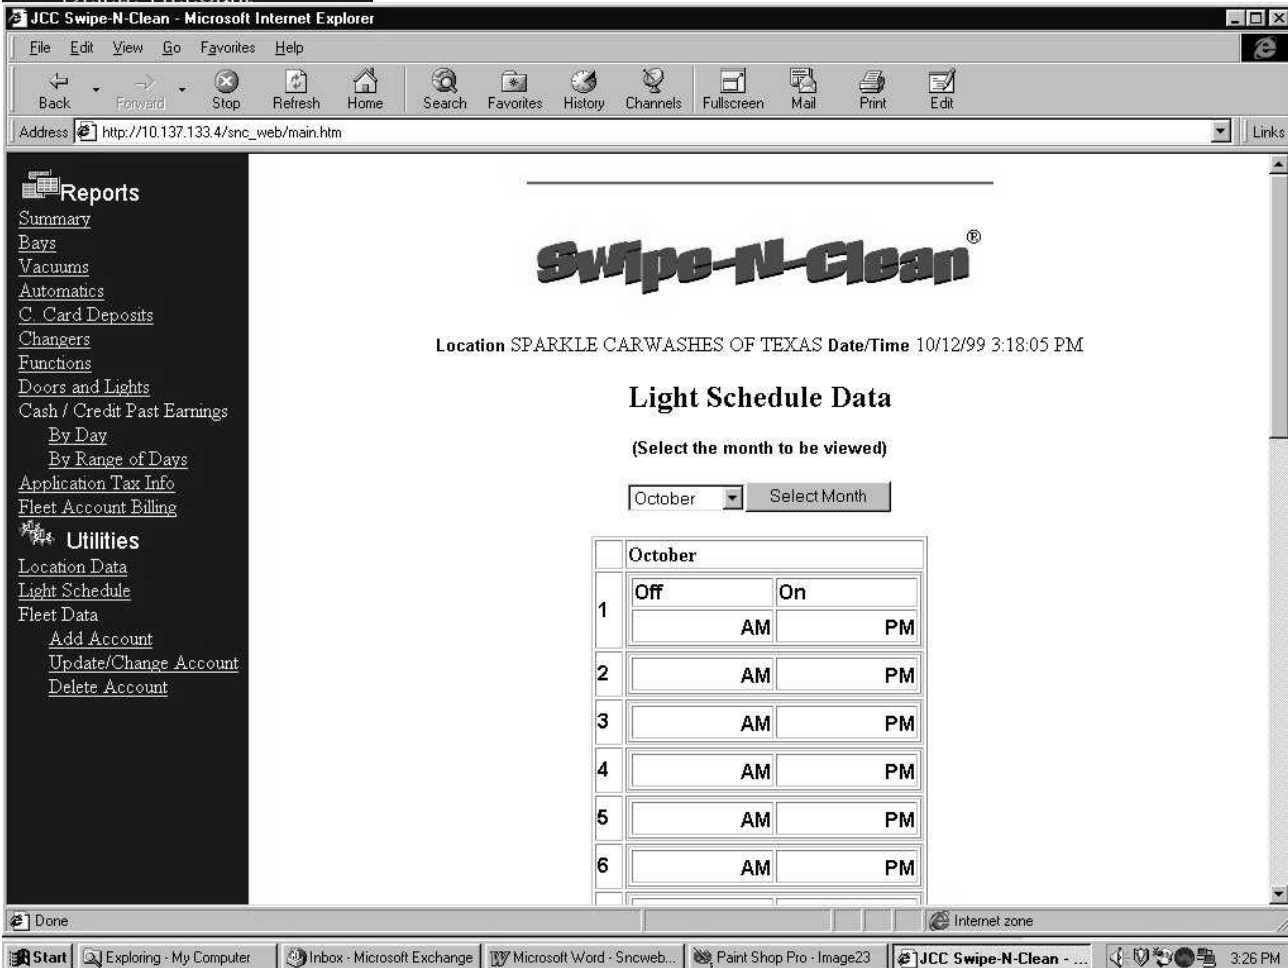 JCC Swipe-N-Clean - Microsoft Internet Explorer
File Edit View Go Favorites Help
Back Forward Stop Refresh Home Search Favorites History Channels Fullscreen Mail Print Edit
Address http://10.137.133.4/snc_web/main.htm Links
Reports
Summary
Bays
Vacuums
Automatics
C. Card Deposits
Changers
Functions
Doors and Lights
Cash / Credit Past Earnings
By Day
By Range of Days
Application Tax Info
Fleet Account Billing
Utilities
Location Data
Light Schedule
Fleet Data
Add Account
Update/Change Account
Delete Account
Swipe-N-Clean®
Location SPARKLE CARWASHES OF TEXAS Date/Time 10/12/99 3:18:05 PM
Light Schedule Data
(Select the month to be viewed)
October Select Month
October
1 Off On
AM PM
2 AM PM
3 AM PM
4 AM PM
5 AM PM
6 AM PM
Done Internet zone
Start Exploring - My Computer Inbox - Microsoft Exchange Microsoft Word - Sncweb... Paint Shop Pro - Image23 JCC Swipe-N-Clean - ... 3:26 PM